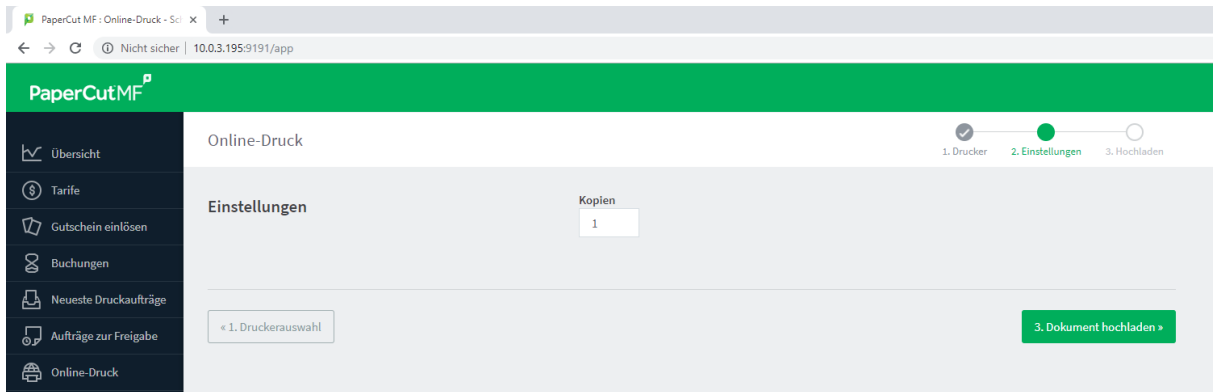 PaperCut MF : Online-Druck - Sc
Nicht sicher | 10.0.3.195:9191/app
PaperCutMF
Übersicht
Tarife
Gutschein einlösen
Buchungen
Neueste Druckaufträge
Aufträge zur Freigabe
Online-Druck
Online-Druck
1. Drucker
2. Einstellungen
3. Hochladen
Einstellungen
Kopien
1
« 1. Druckerauswahl
3. Dokument hochladen »